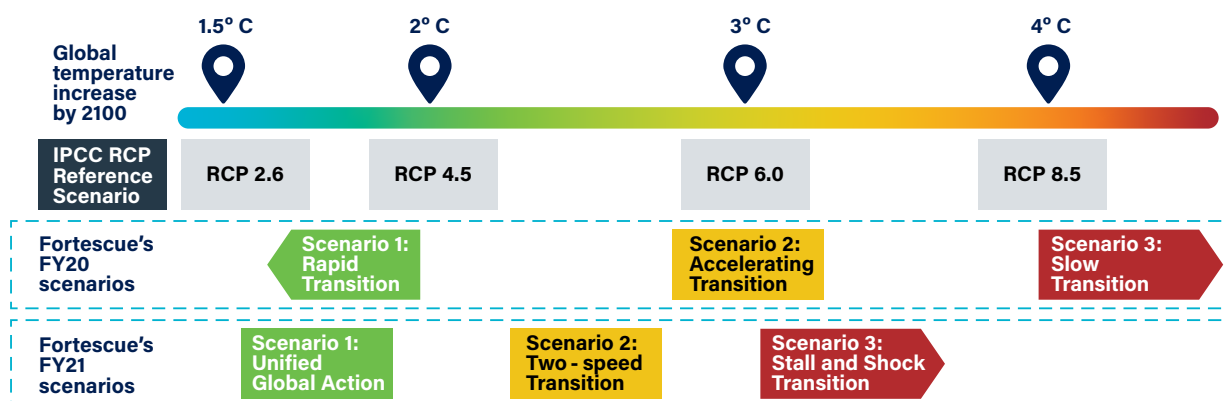 1.5° C
2° C
3° C
4° C
Global
temperature
increase
by 2100
IPCC RCP
Reference
Scenario
RCP 2.6
RCP 4.5
RCP 6.0
RCP 8.5
Fortescue's
FY20
scenarios
Scenario 1:
Rapid
Transition
Scenario 2:
Accelerating
Transition
Scenario 3:
Slow
Transition
Fortescue's
FY21
scenarios
Scenario 1:
Unified
Global Action
Scenario 2:
Two - speed
Transition
Scenario 3:
Stall and Shock
Transition